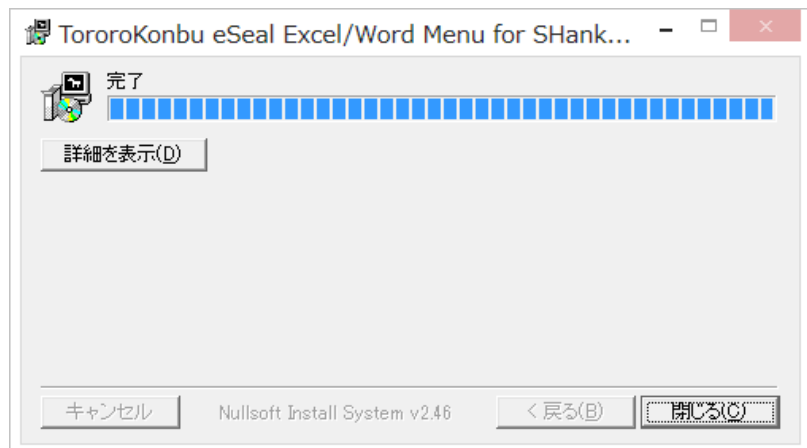 TororoKonbu eSeal Excel/Word Menu for SHank...
完了
詳細を表示(D)
キャンセル
Nullsoft Install System v2.46
< 戻る(B)
閉じる(C)